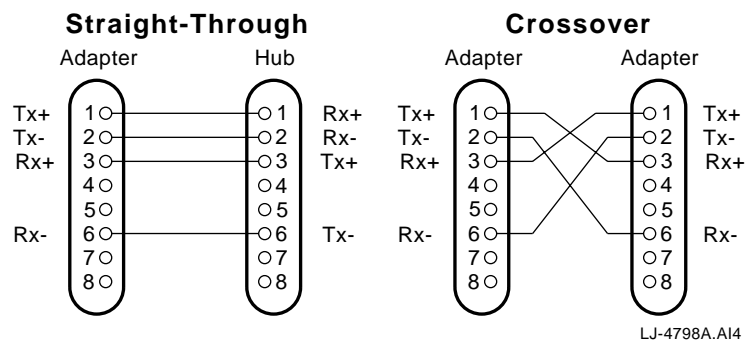 Straight-Through Crossover
Adapter Hub Adapter Adapter
Tx+ 1 1 Rx+ Tx+ 1 1 Tx+
Tx- 2 2 Rx- Tx- 2 2 Tx-
Rx+ 3 3 Tx+ Rx+ 3 3 Rx+
4 4 4 4
5 5 5 5
Rx- 6 6 Tx- Rx- 6 6 Rx-
7 7 7 7
8 8 8 8
LJ-4798A.AI4